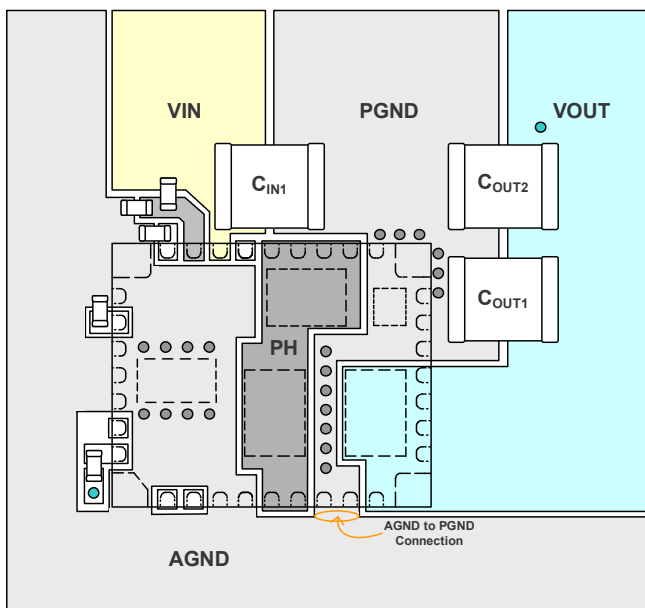 VIN
PGND
VOUT
CIN1
COUT2
COUT1
PH
AGND to PGND
Connection
AGND